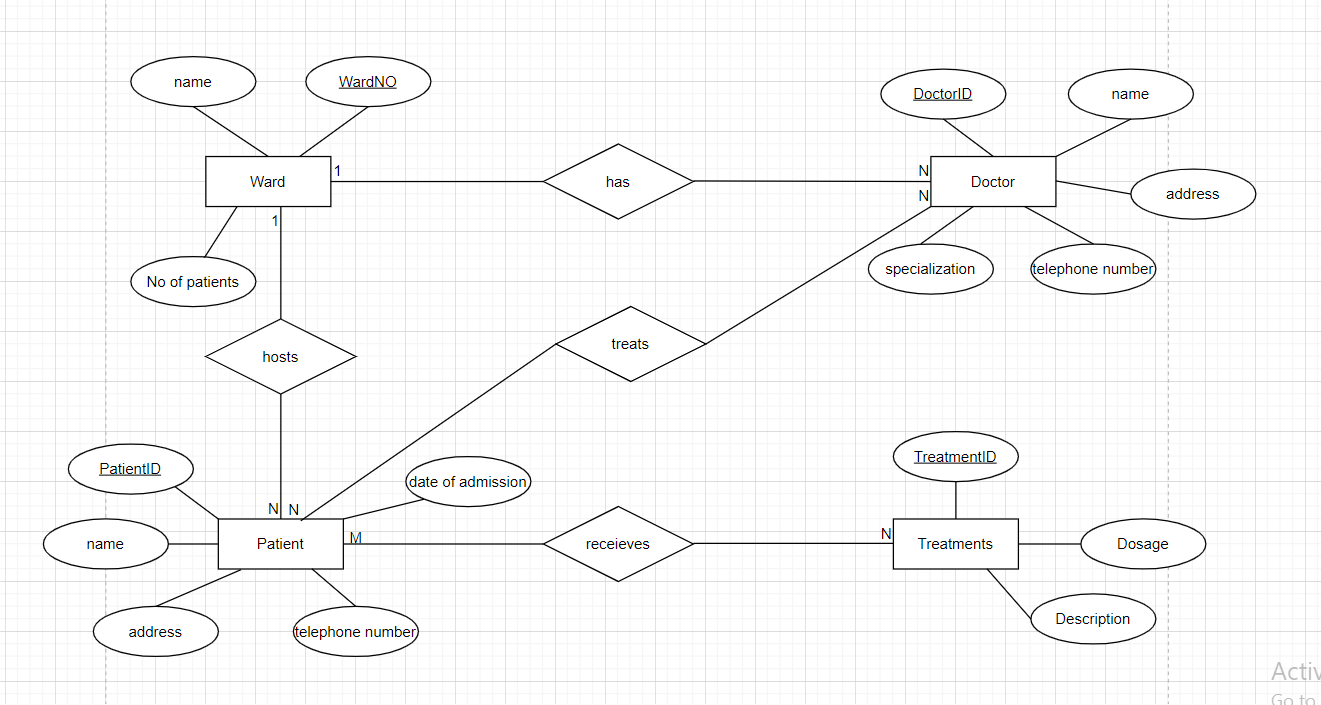 name
WardNO
DoctorID
name
Ward
1
has
N
N
Doctor
address
1
No of patients
specialization
telephone number
hosts
treats
PatientID
date of admission
TreatmentID
name
N
N
Patient
M
receieves
N
Treatments
Dosage
address
telephone number
Description
Activ
Go to